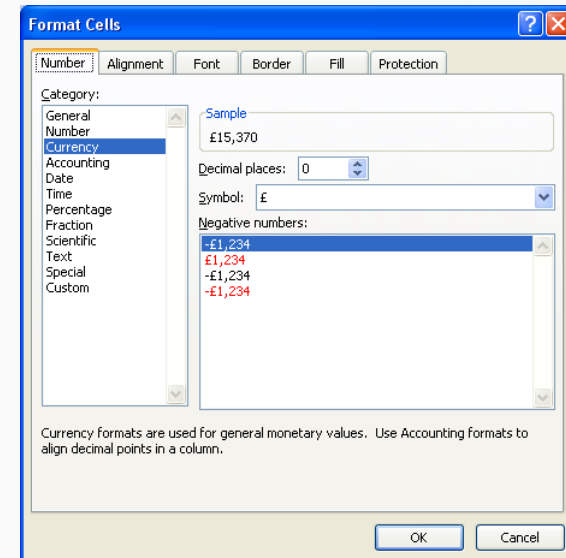 Format Cells
Number Alignment Font Border Fill Protection
Category:
General
Number
Currency
Accounting
Date
Time
Percentage
Fraction
Scientific
Text
Special
Custom
Sample
£15,370
Decimal places: 0
Symbol: £
Negative numbers:
-£1,234
£1,234
-£1,234
-£1,234
Currency formats are used for general monetary values. Use Accounting formats to
align decimal points in a column.
OK Cancel